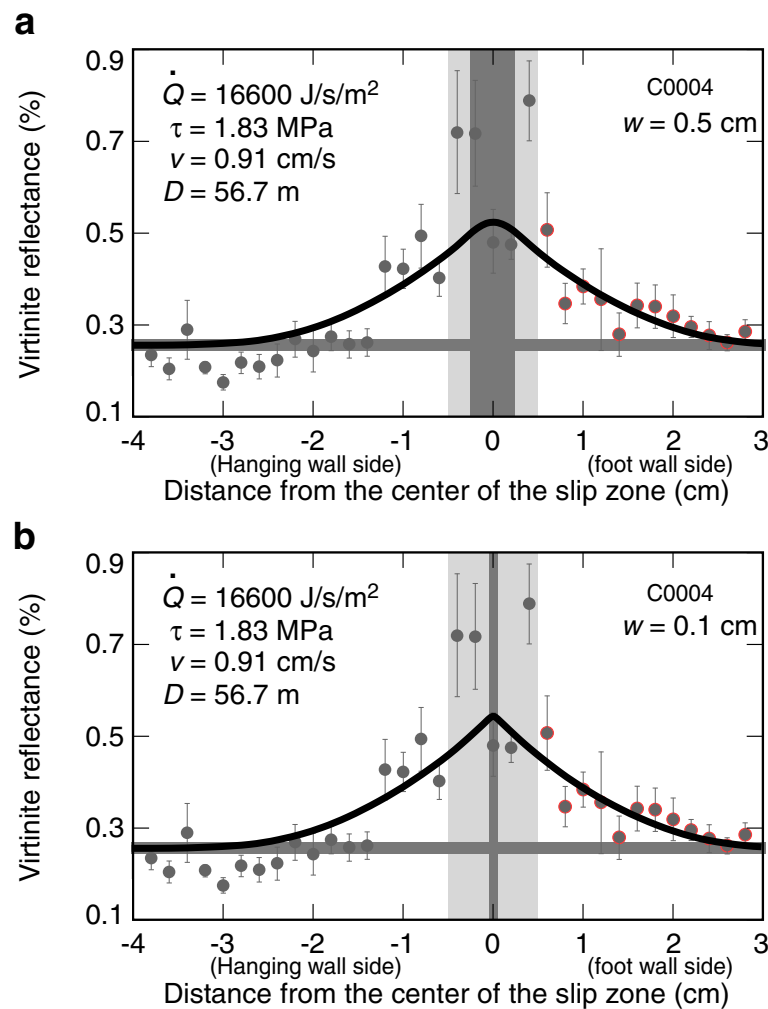 a
0.9
0.7
0.5
0.3
0.1
Virtinite reflectance (%)
Q̇ = 16600 J/s/m²
τ = 1.83 MPa
v = 0.91 cm/s
D = 56.7 m
C0004
w = 0.5 cm
-4 -3 -2 -1 0 1 2 3
(Hanging wall side) (foot wall side)
Distance from the center of the slip zone (cm)
b
0.9
0.7
0.5
0.3
0.1
Virtinite reflectance (%)
Q̇ = 16600 J/s/m²
τ = 1.83 MPa
v = 0.91 cm/s
D = 56.7 m
C0004
w = 0.1 cm
-4 -3 -2 -1 0 1 2 3
(Hanging wall side) (foot wall side)
Distance from the center of the slip zone (cm)